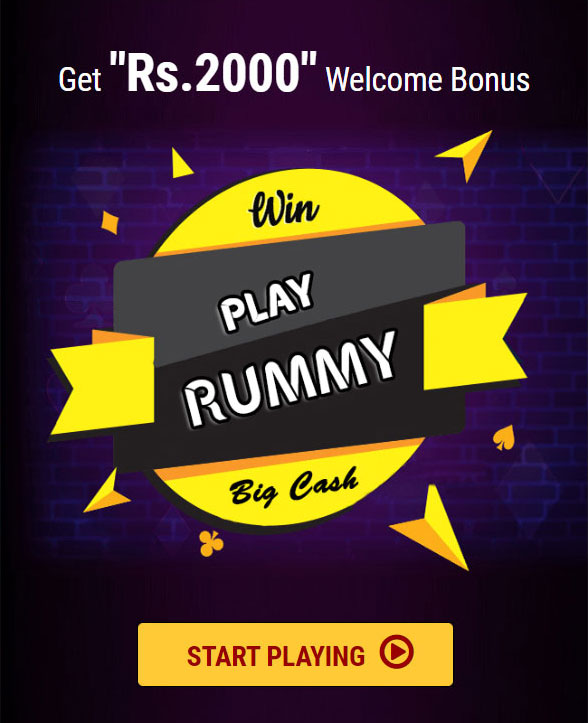 Get "Rs.2000" Welcome Bonus
Win
PLAY
RUMMY
Big Cash
START PLAYING